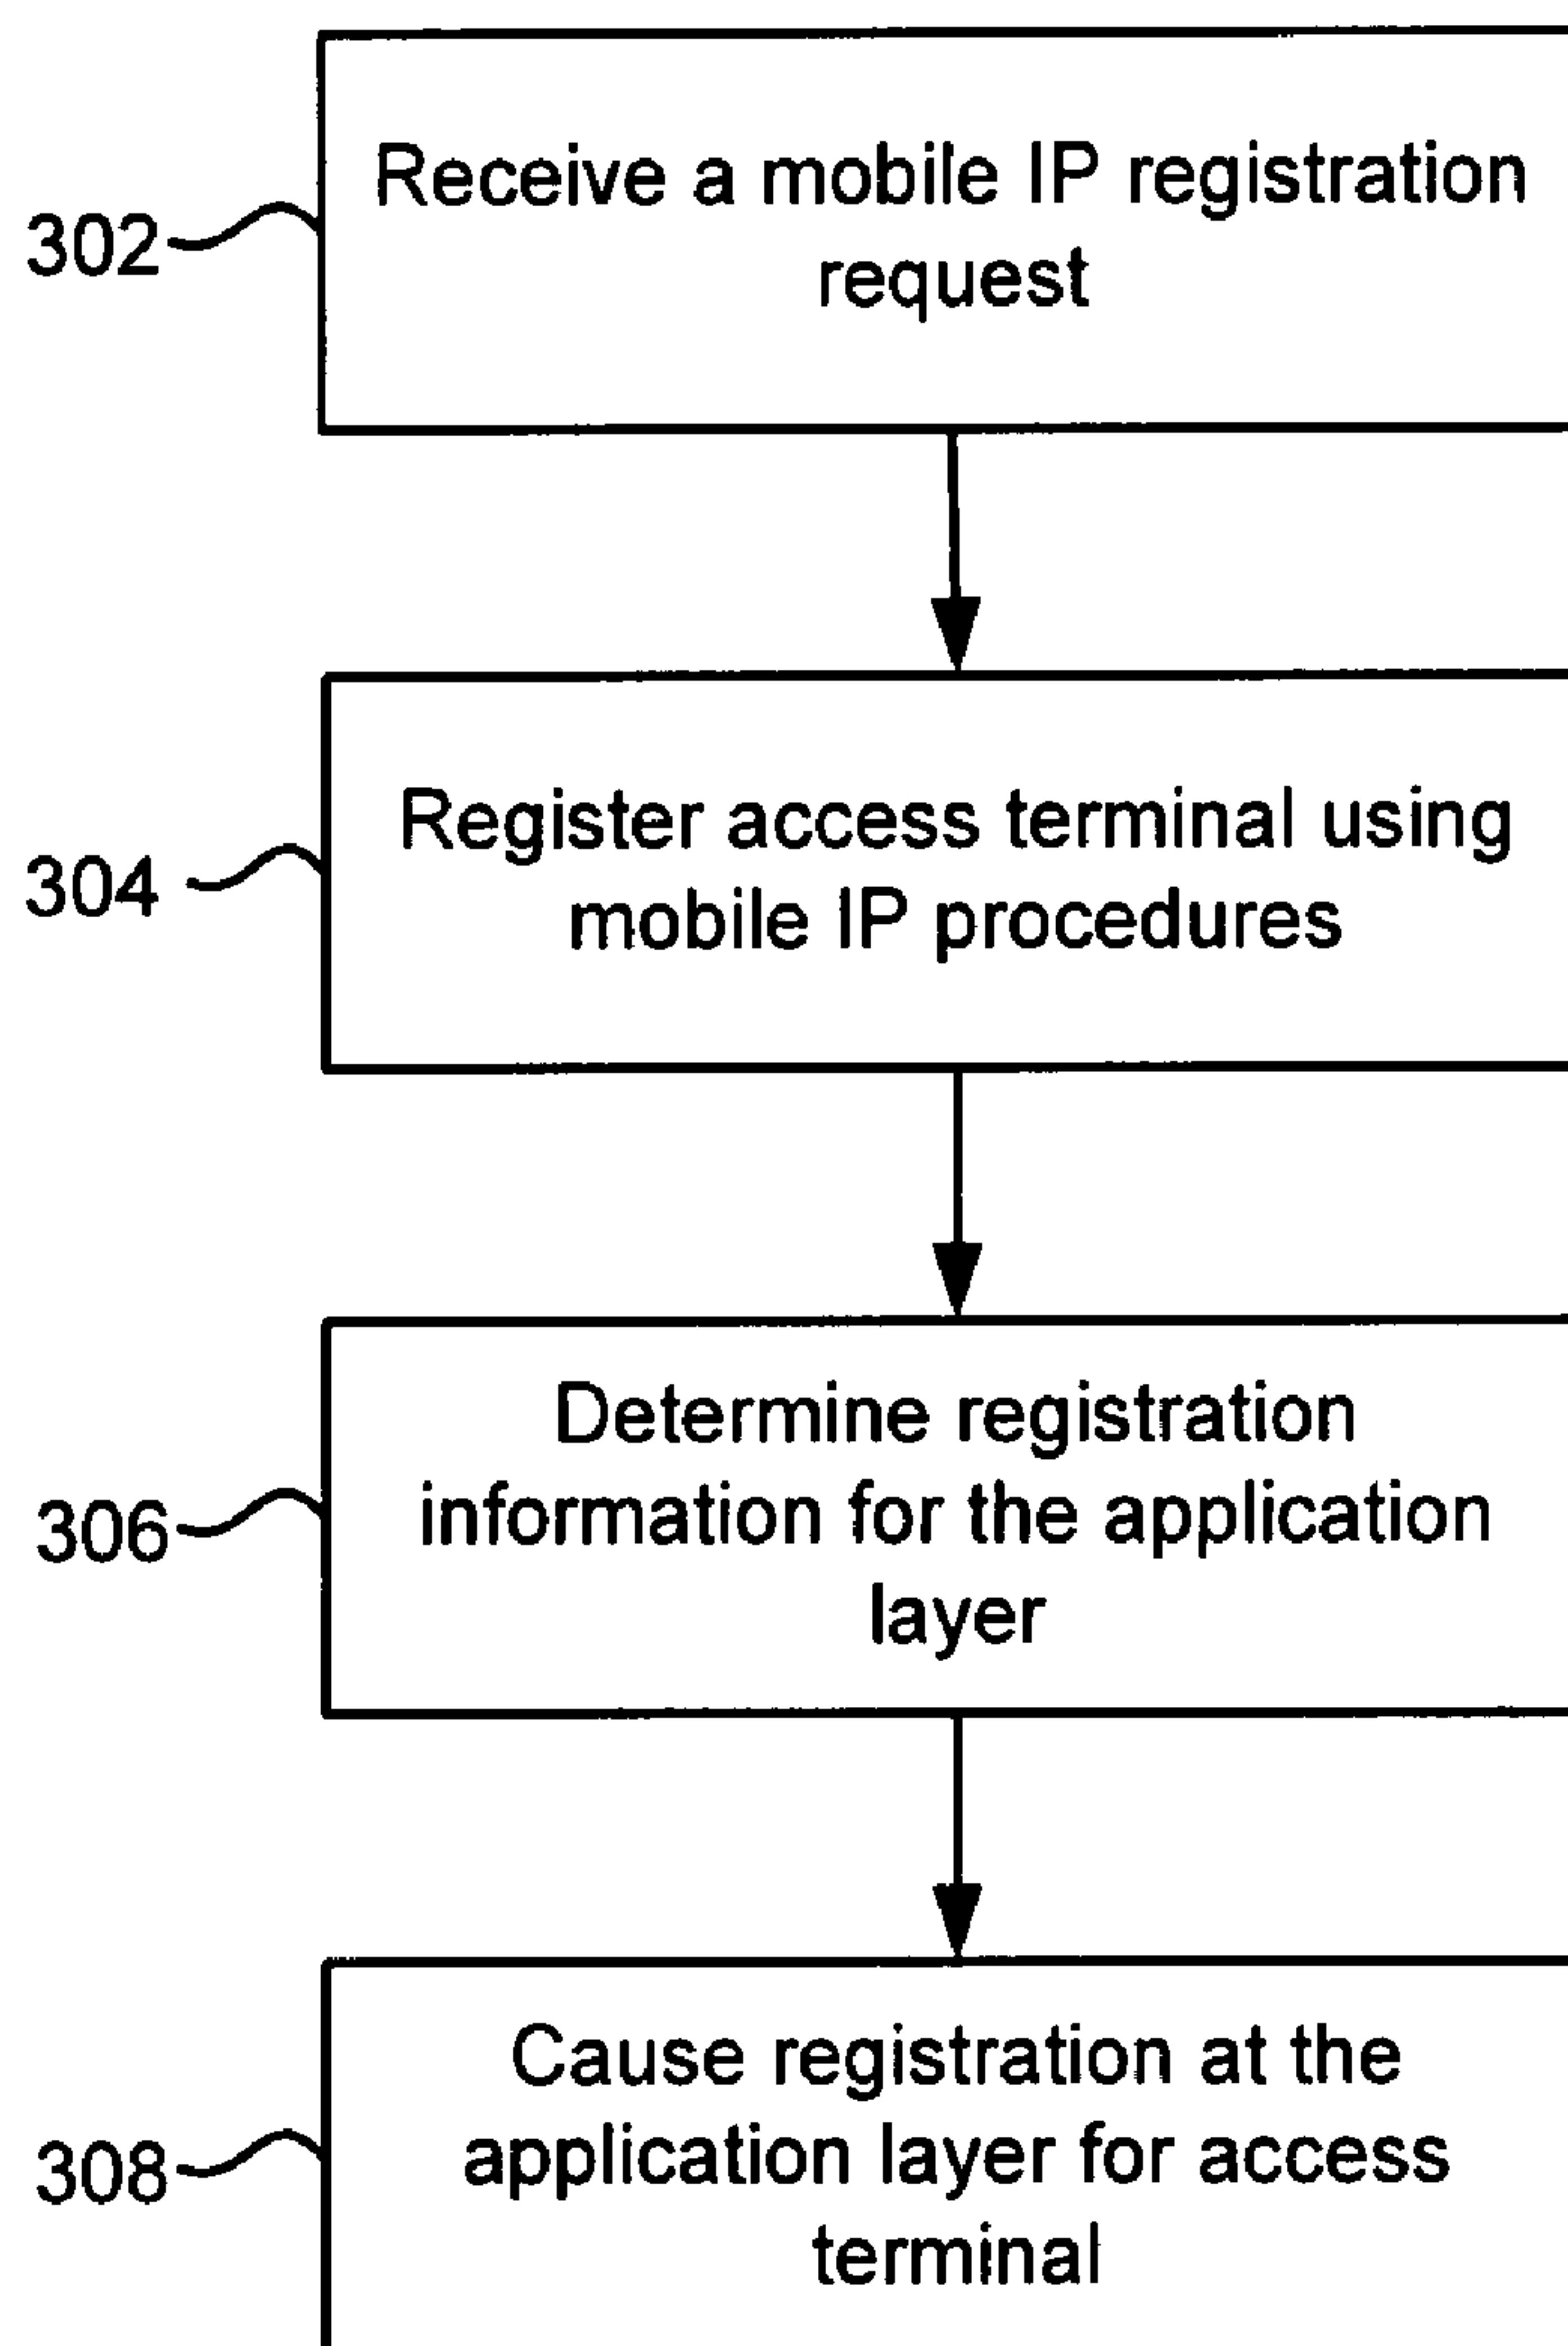 Receive a mobile IP registration
request
302
Register access terminal using
mobile IP procedures
304
Determine registration
information for the application
layer
306
Cause registration at the
application layer for access
terminal
308